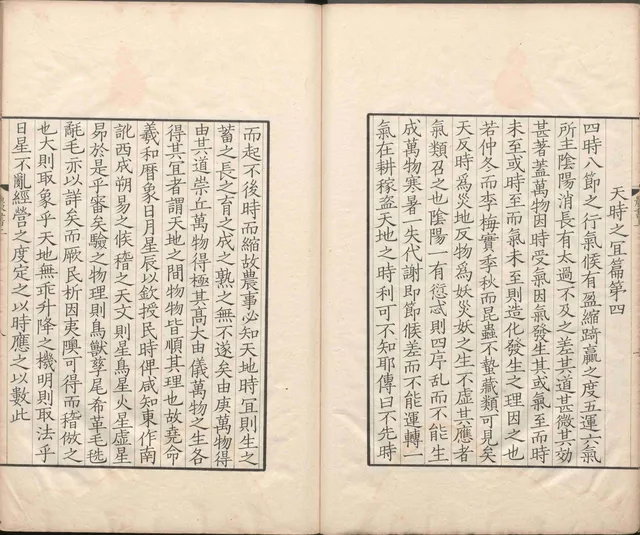 天時之宜篇第四
四時八節之行氣候有盈縮踦贏之度五運六氣
所主陰陽消長有太過不及之差其道甚微其效
甚著蓋萬物因時受氣因氣發生其或氣至而時
未至或時至而氣未至則造化發生之理因之也
若仲冬而李梅實季秋而昆蟲不蟄藏類可見矣
天反時爲災地反物爲妖災妖之生不虛其應者
氣類召之也陰陽一有愆忒則四序亂而不能生
成萬物寒暑一失代謝即節候差而不能運轉一
氣在耕稼盜天地之時利可不知耶傳曰不先時
而起不後時而縮故農事必知天地時宜則生之
蓄之長之育之成之熟之無不遂矣由庚萬物得
由其道崇丘萬物得極其高大由儀萬物之生各
得其宜者謂天地之間物物皆順其理也故堯命
羲和曆象日月星辰以欽授民時俾咸知東作南
訛西成朔易之候稽之天文則星鳥星火星虛星
昴於是乎審矣驗之物理則鳥獸孳尾希革毛毨
氄毛亦以詳矣而厥民析因夷隩可得而稽倣之
也大則取象乎天地無乖升降之機明則取法乎
日星不亂經營之度定之以時應之以數此